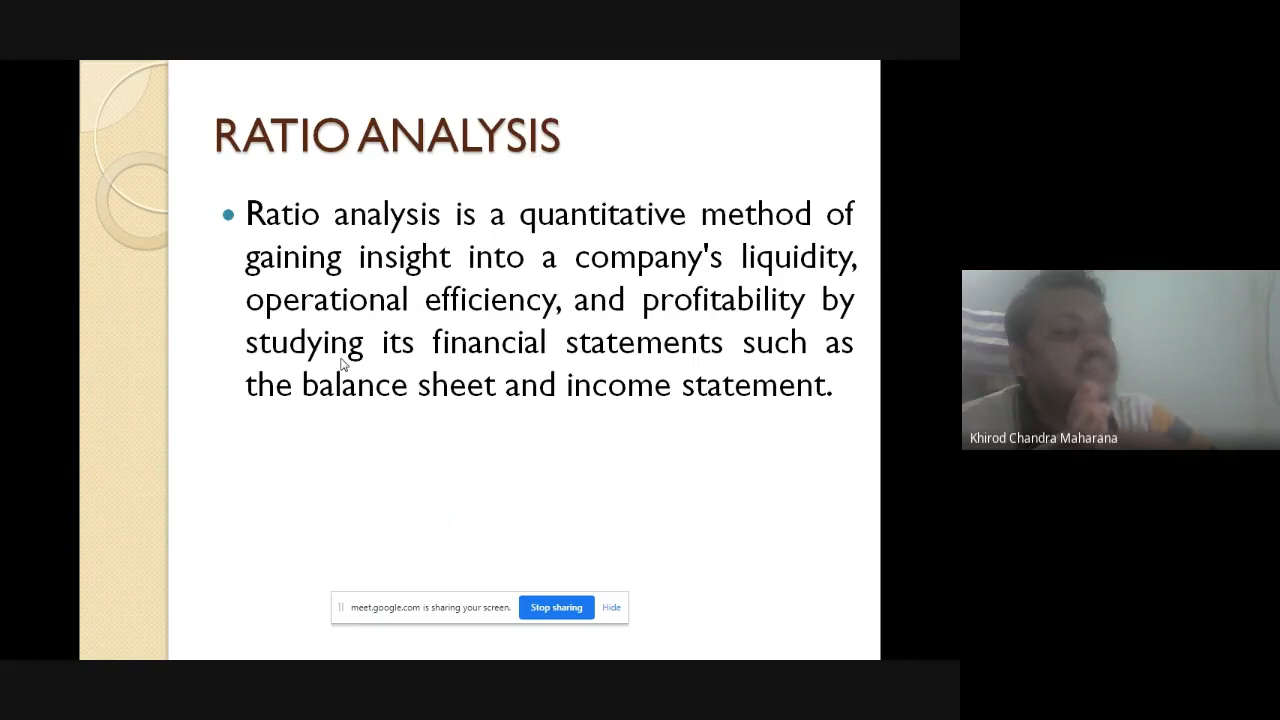 RATIO ANALYSIS
• Ratio analysis is a quantitative method of
gaining insight into a company's liquidity,
operational efficiency, and profitability by
studying its financial statements such as
the balance sheet and income statement.
Khirod Chandra Maharana
meet.google.com is sharing your screen. Stop sharing Hide